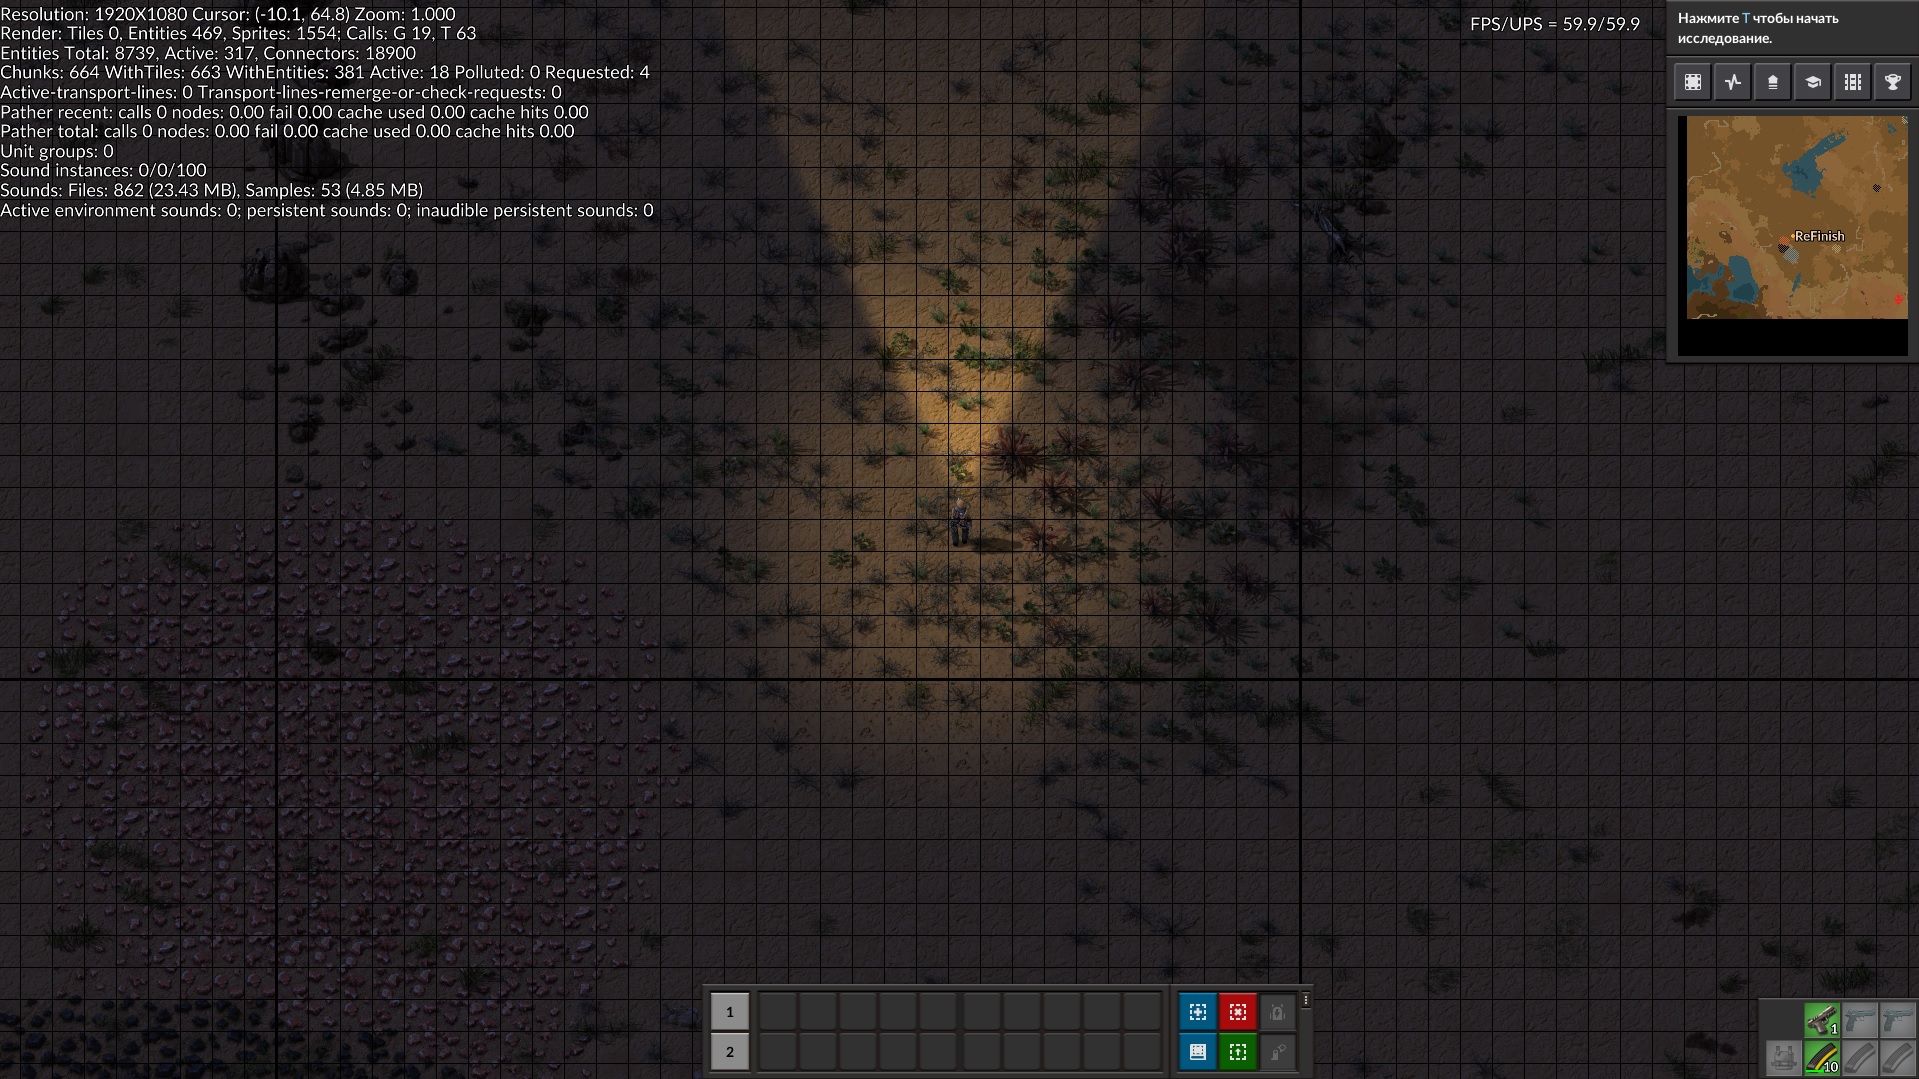 Resolution: 1920X1080 Cursor: (-10.1, 64.8) Zoom: 1.000
Render: Tiles 0, Entities 469, Sprites: 1554; Calls: G 19, T 63
Entities Total: 8739, Active: 317, Connectors: 18900
Chunks: 664 WithTiles: 663 WithEntities: 381 Active: 18 Polluted: 0 Requested: 4
Active-transport-lines: 0 Transport-lines-remerge-or-check-requests: 0
Pather recent: calls 0 nodes: 0.00 fail 0.00 cache used 0.00 cache hits 0.00
Pather total: calls 0 nodes: 0.00 fail 0.00 cache used 0.00 cache hits 0.00
Unit groups: 0
Sound instances: 0/0/100
Sounds: Files: 862 (23.43 MB), Samples: 53 (4.85 MB)
Active environment sounds: 0; persistent sounds: 0; inaudible persistent sounds: 0
FPS/UPS = 59.9/59.9
Нажмите T чтобы начать
исследование.
ReFinish
1
2
1
10